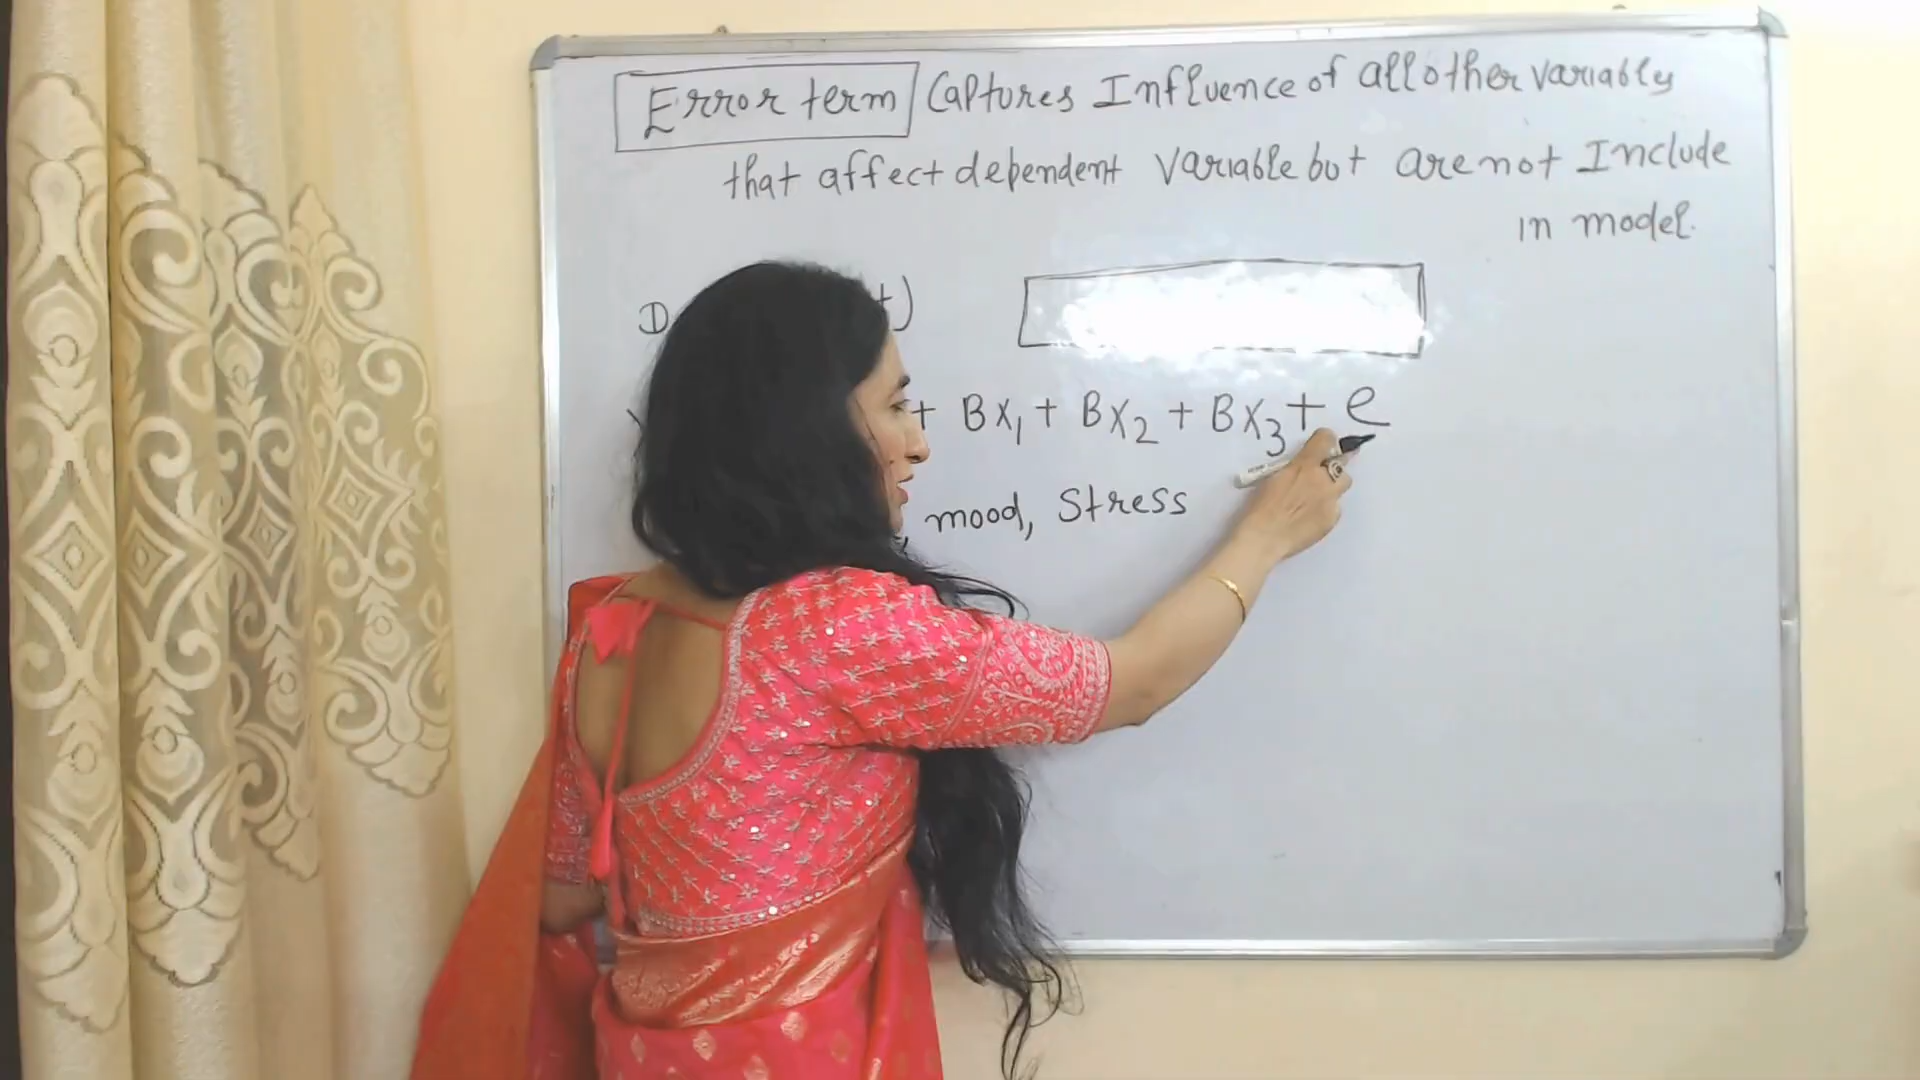 Error term Captures Influence of all other variably
that affect dependent variable but are not Include
in model.
D t)
+ BX₁ + BX₂ + BX₃ + e
, mood, Stress